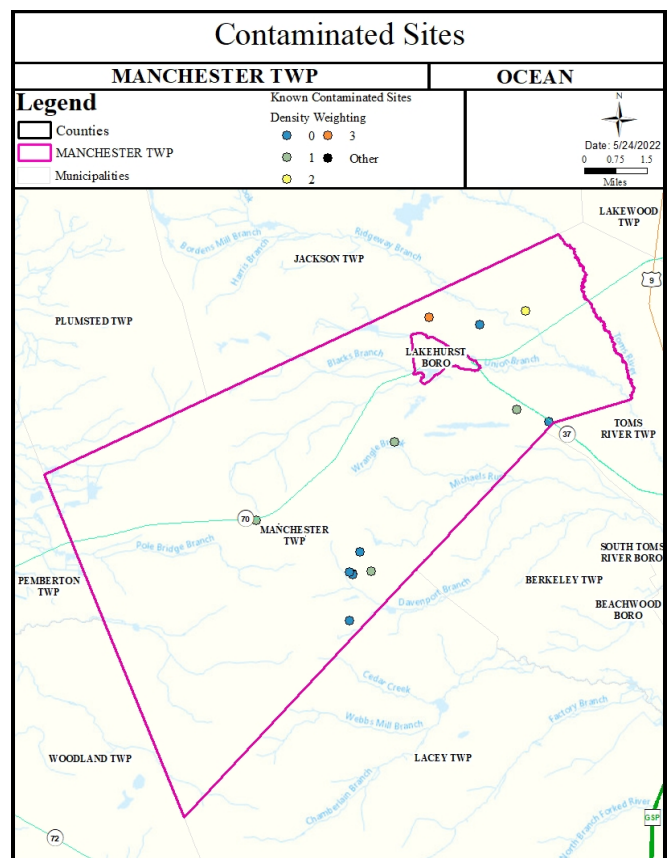 Contaminated Sites
MANCHESTER TWP
OCEAN
Legend
Counties
MANCHESTER TWP
Municipalities
Known Contaminated Sites
Density Weighting
0
3
1
Other
2
N
Date: 5/24/2022
0 0.75 1.5
Miles
LAKEWOOD
TWP
Bordens Mill Branch
Ridgeway Branch
Harris Branch
JACKSON TWP
9
PLUMSTED TWP
Toms River
LAKEHURST
BORO
Blacks Branch
Union Branch
TOMS
RIVER TWP
37
Wrangle Brook
Michaels Run
70
MANCHESTER
TWP
Pole Bridge Branch
SOUTH TOMS
RIVER BORO
PEMBERTON
TWP
BERKELEY TWP
Davenport Branch
BEACHWOOD
BORO
Cedar Creek
Factory Branch
Webbs Mill Branch
WOODLAND TWP
LACEY TWP
Chamberlain Branch
North Branch Forked River
GSP
72